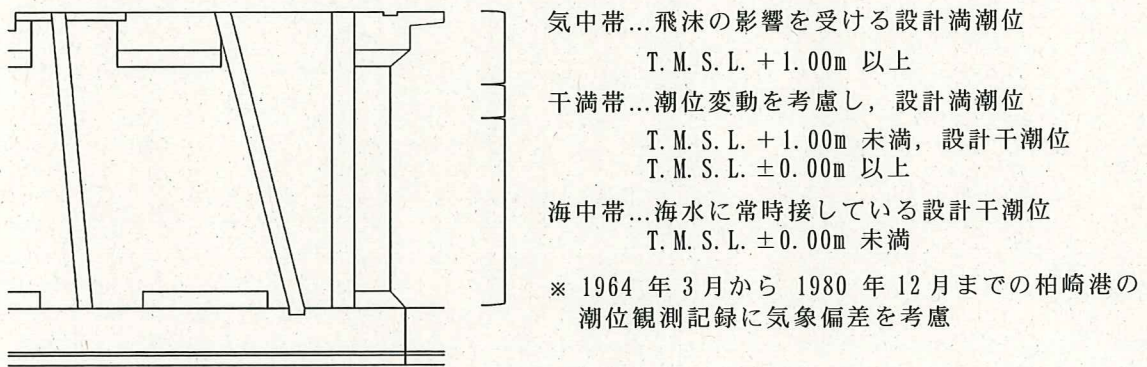 気中帯…飛沫の影響を受ける設計満潮位
T.M.S.L.＋1.00m 以上
干満帯…潮位変動を考慮し，設計満潮位
T.M.S.L.＋1.00m 未満，設計干潮位
T.M.S.L.±0.00m 以上
海中帯…海水に常時接している設計干潮位
T.M.S.L.±0.00m 未満
※ 1964 年 3 月から 1980 年 12 月までの柏崎港の
潮位観測記録に気象偏差を考慮